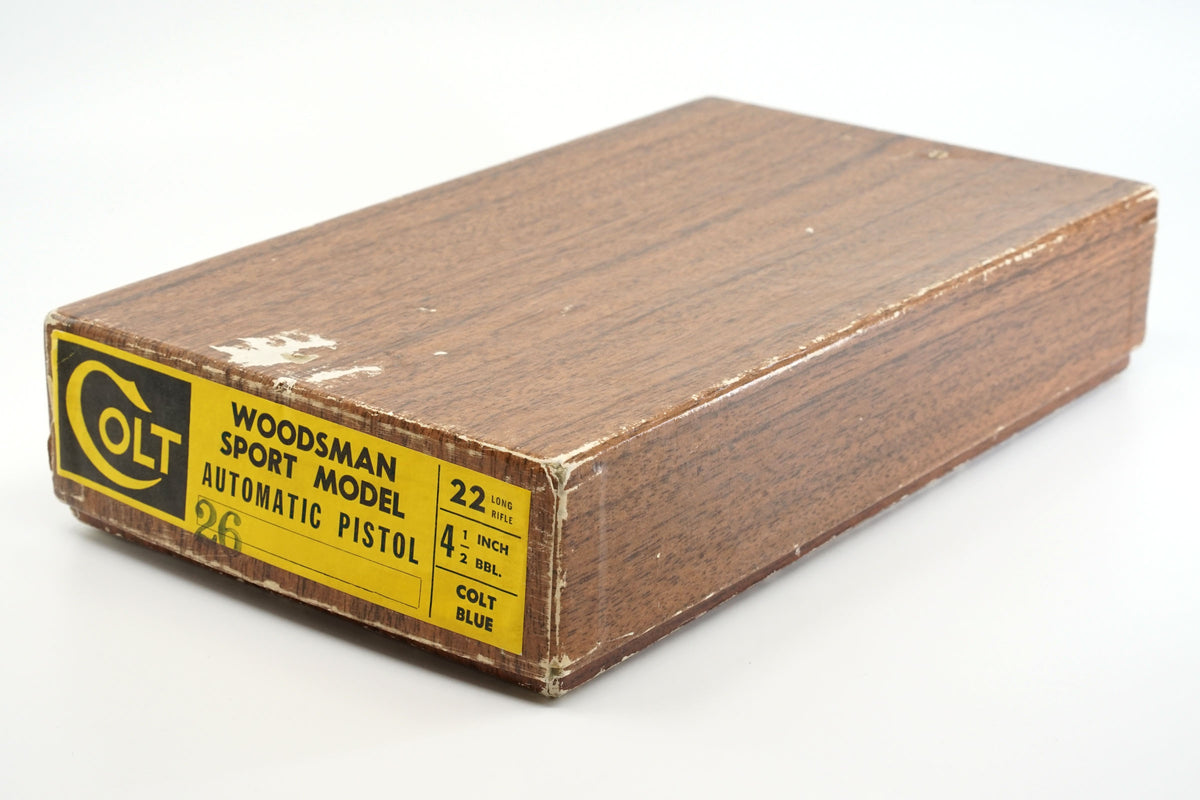 COLT
WOODSMAN
SPORT MODEL
AUTOMATIC PISTOL
26
22 LONG RIFLE
4 1/2 INCH BBL.
COLT
BLUE